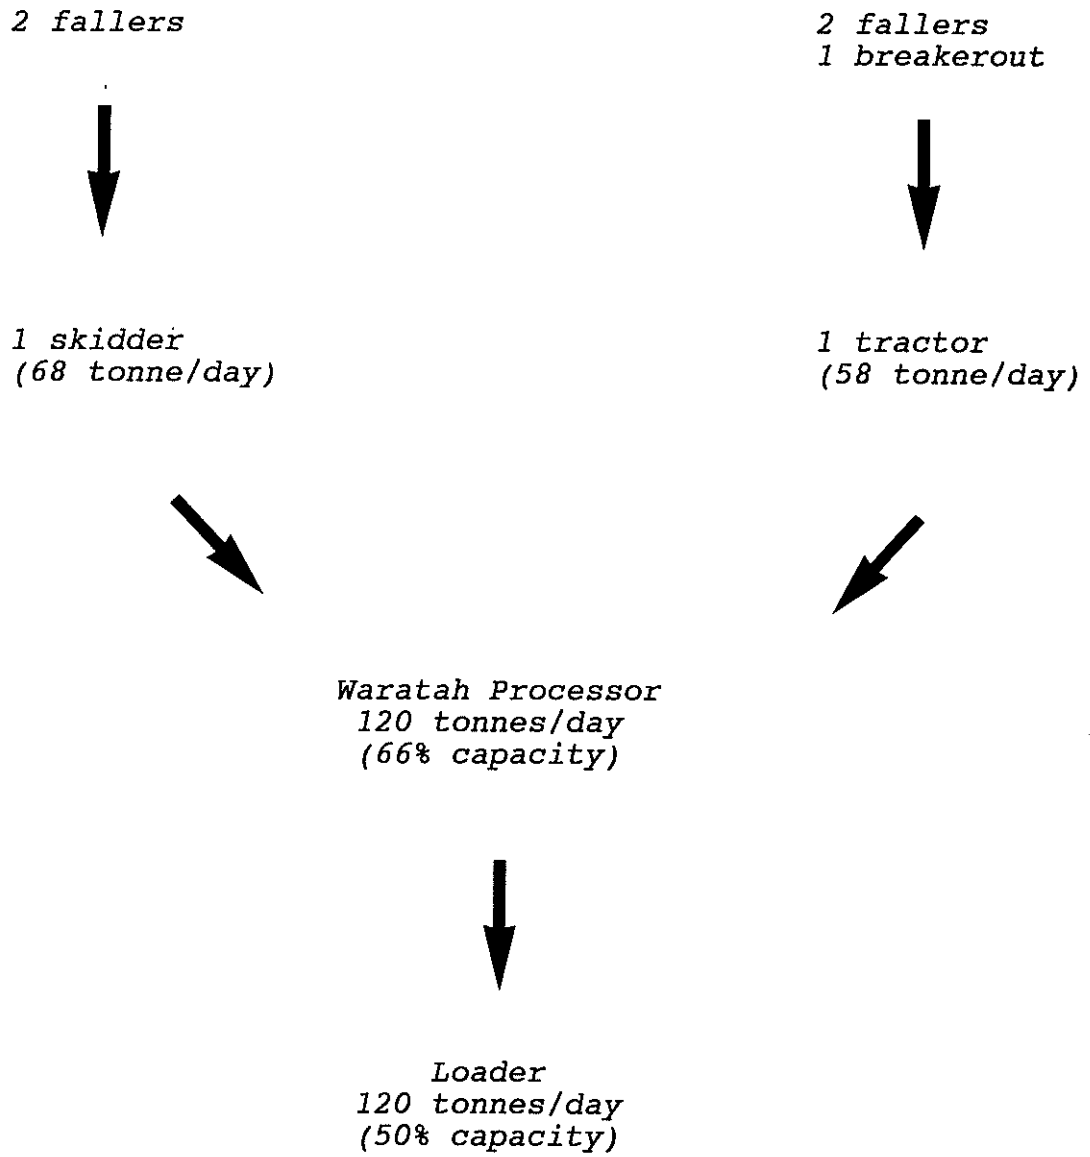 2 fallers
2 fallers
1 breakerout
1 skidder
(68 tonne/day)
1 tractor
(58 tonne/day)
Waratah Processor
120 tonnes/day
(66% capacity)
Loader
120 tonnes/day
(50% capacity)